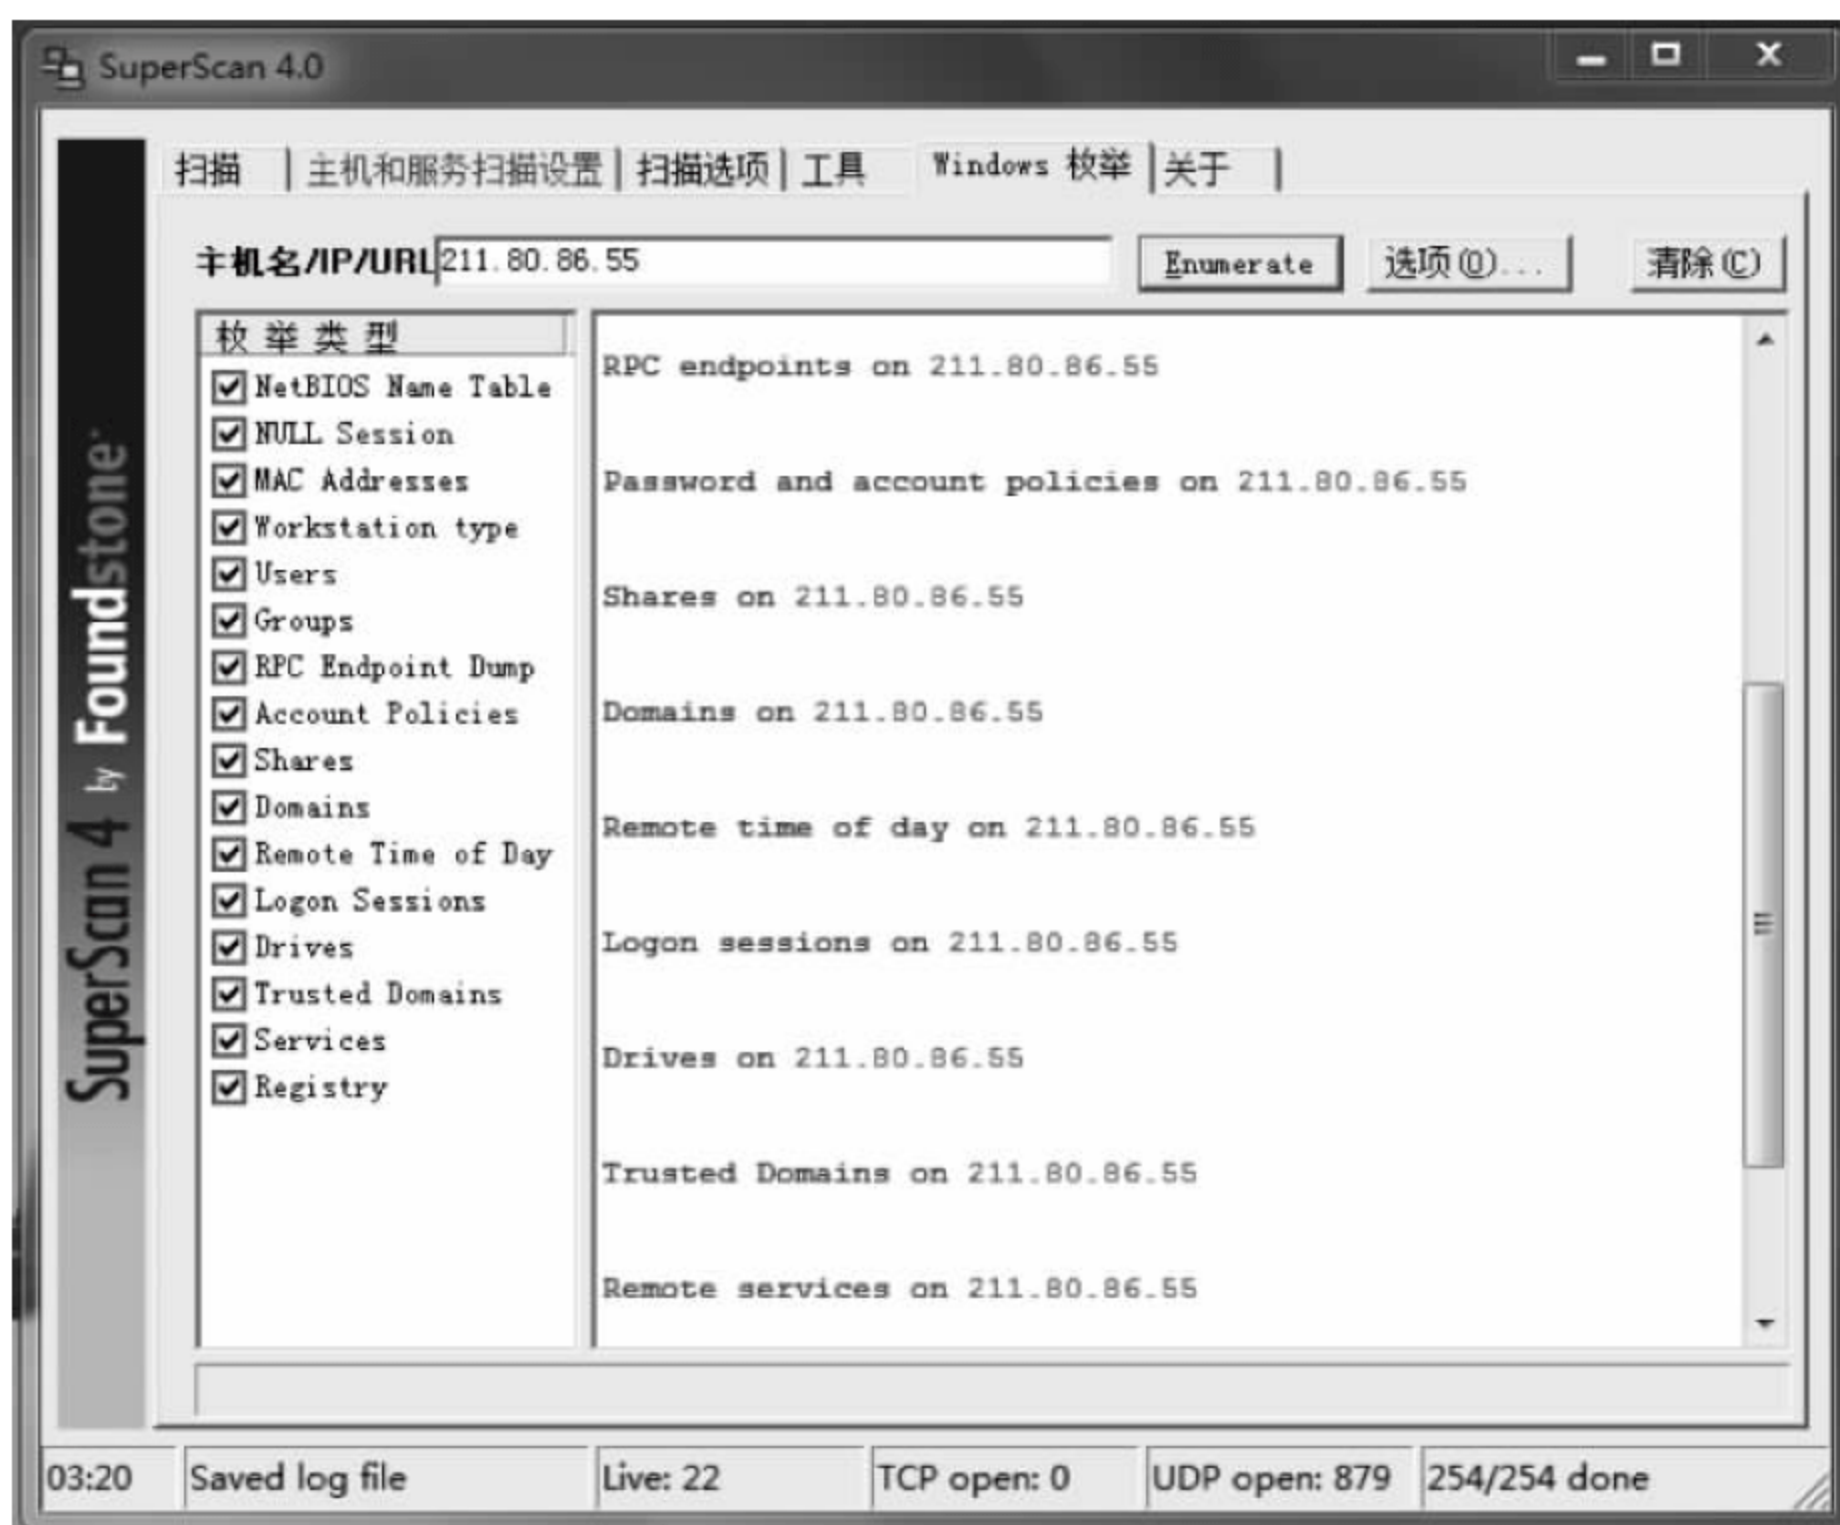 SuperScan 4.0
扫描 主机和服务扫描设置 扫描选项 工具 Windows 枚举 关于
主机名/IP/URL 211.80.86.55 Enumerate 选项(O)... 清除(C)
枚举类型
NetBIOS Name Table
NULL Session
MAC Addresses
Workstation type
Users
Groups
RPC Endpoint Dump
Account Policies
Shares
Domains
Remote Time of Day
Logon Sessions
Drives
Trusted Domains
Services
Registry
RPC endpoints on 211.80.86.55
Password and account policies on 211.80.86.55
Shares on 211.80.86.55
Domains on 211.80.86.55
Remote time of day on 211.80.86.55
Logon sessions on 211.80.86.55
Drives on 211.80.86.55
Trusted Domains on 211.80.86.55
Remote services on 211.80.86.55
SuperScan 4 by Foundstone
03:20 Saved log file Live: 22 TCP open: 0 UDP open: 879 254/254 done